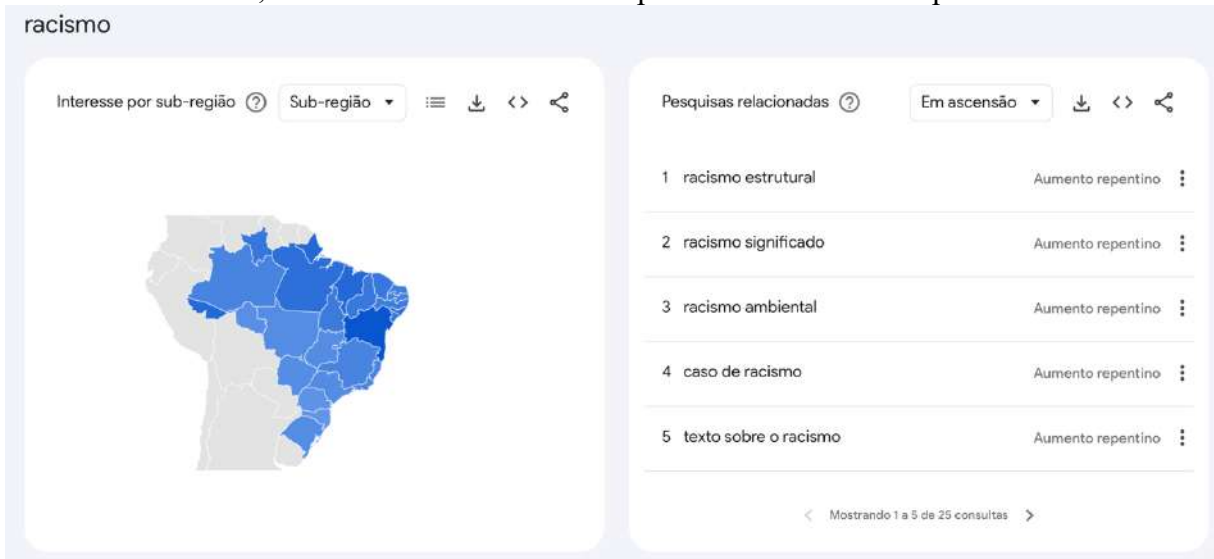 racismo
Interesse por sub-região
Sub-região
Pesquisas relacionadas
Em ascensão
1 racismo estrutural Aumento repentino
2 racismo significado Aumento repentino
3 racismo ambiental Aumento repentino
4 caso de racismo Aumento repentino
5 texto sobre o racismo Aumento repentino
Mostrando 1 a 5 de 25 consultas